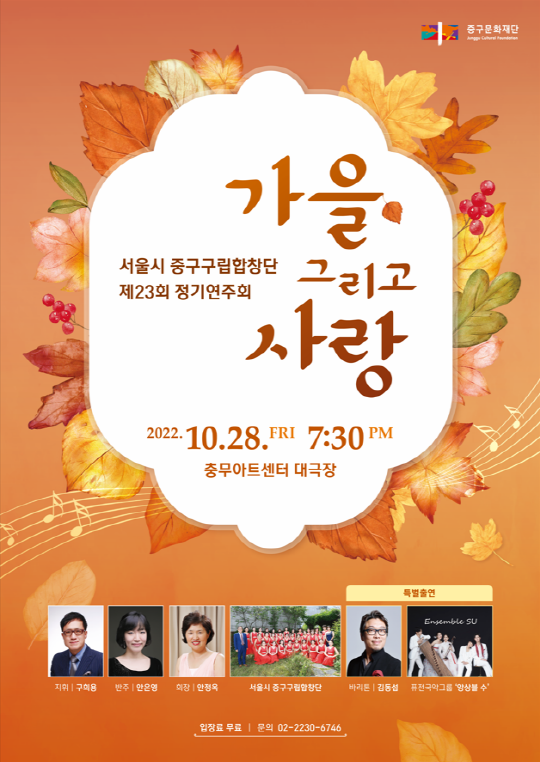 중구문화재단
Junggu Cultural Foundation
가을
그리고
사랑
서울시 중구구립합창단
제23회 정기연주회
2022. 10.28. FRI 7:30 PM
충무아트센터 대극장
특별출연
Ensemble SU
지휘 | 구희용
반주 | 안은영
회장 | 안정옥
서울시 중구구립합창단
바리톤 | 김동섭
퓨전국악그룹 '앙상블 수'
입장료 무료 | 문의 02-2230-6746